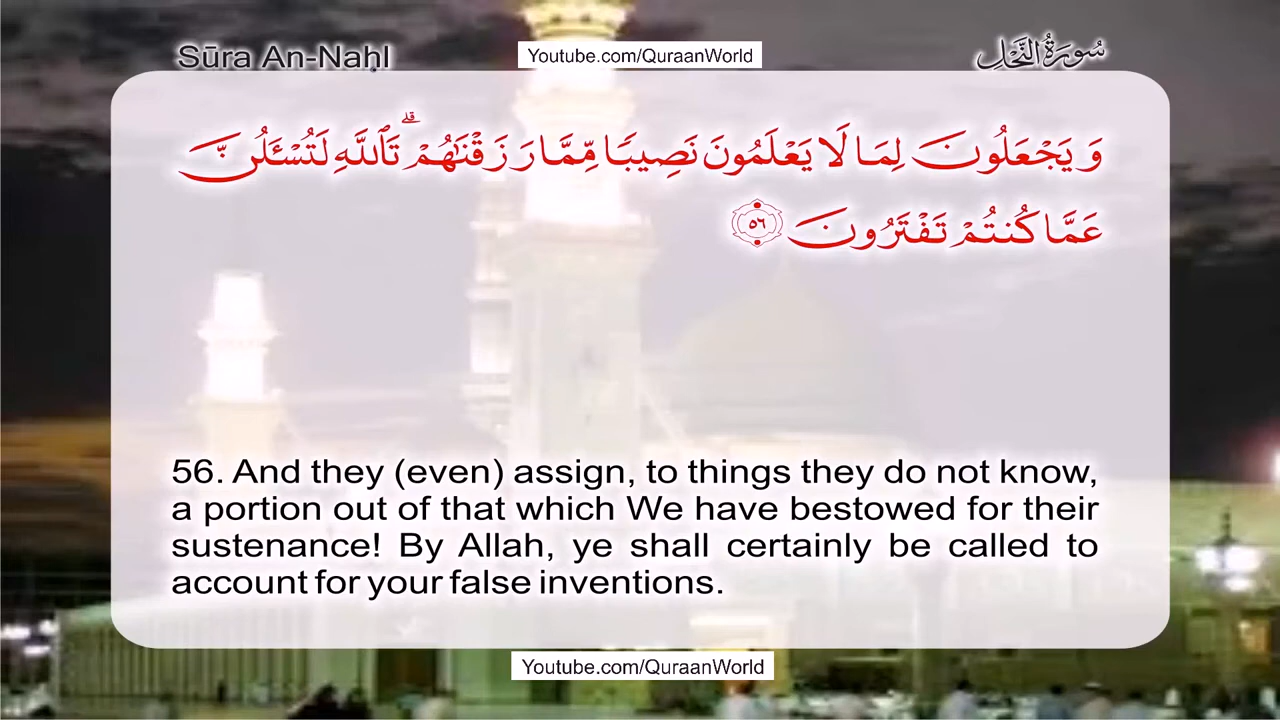 Sūra An-Naḥl
Youtube.com/QuraanWorld
سُورَةُ النَّحْلِ
وَيَجْعَلُونَ لِمَا لَا يَعْلَمُونَ نَصِيبًا مِّمَّا رَزَقْنَٰهُمْ ۗ تَٱللَّهِ لَتُسْـَٔلُنَّ
عَمَّا كُنتُمْ تَفْتَرُونَ ٥٦
56. And they (even) assign, to things they do not know,
a portion out of that which We have bestowed for their
sustenance! By Allah, ye shall certainly be called to
account for your false inventions.
Youtube.com/QuraanWorld